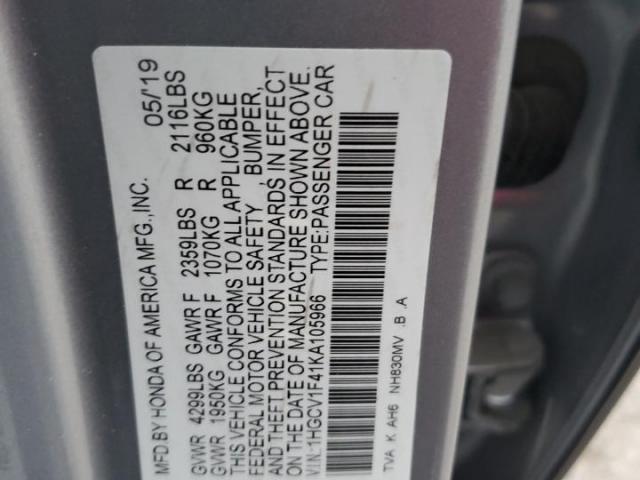 MFD.BY HONDA OF AMERICA MFG.,INC. 05/'19
GVWR 4299LBS GAWR F 2359LBS R 2116LBS
GVWR 1950KG GAWR F 1070KG R 960KG
THIS VEHICLE CONFORMS TO ALL APPLICABLE
FEDERAL MOTOR VEHICLE SAFETY, BUMPER,
AND THEFT PREVENTION STANDARDS IN EFFECT
ON THE DATE OF MANUFACTURE SHOWN ABOVE.
V.I.N.:1HGCV1F41KA105966 TYPE:PASSENGER CAR
TVA K AH6 NH830MV .B .A